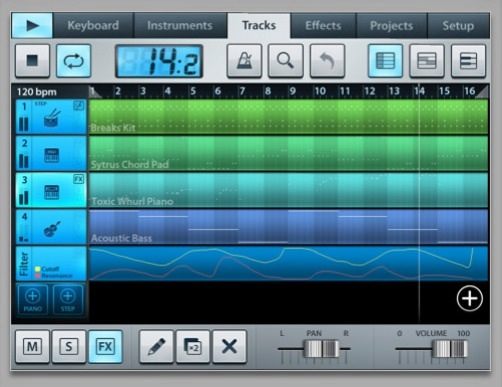 Keyboard Instruments Tracks Effects Projects Setup
14:2
120 bpm 1 2 3 4 5 6 7 8 9 10 11 12 13 14 15 16
1 STEP FX
Breaks Kit
2
Sytrus Chord Pad
3 FX
Toxic Whurl Piano
4
Acoustic Bass
Filter
Cutoff
Resonance
PIANO STEP
M S FX ×2
L PAN R 0 VOLUME 100